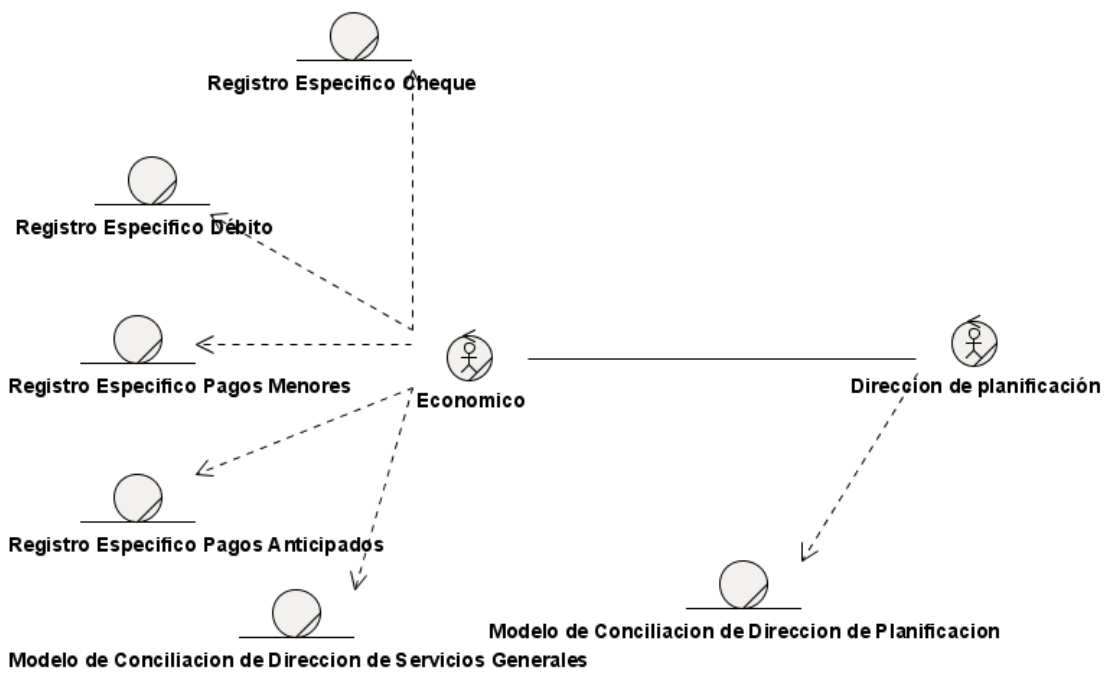 Registro Especifico Cheque
Registro Especifico Débito
Registro Especifico Pagos Menores
Economico
Direccion de planificación
Registro Especifico Pagos Anticipados
Modelo de Conciliacion de Direccion de Planificacion
Modelo de Conciliacion de Direccion de Servicios Generales